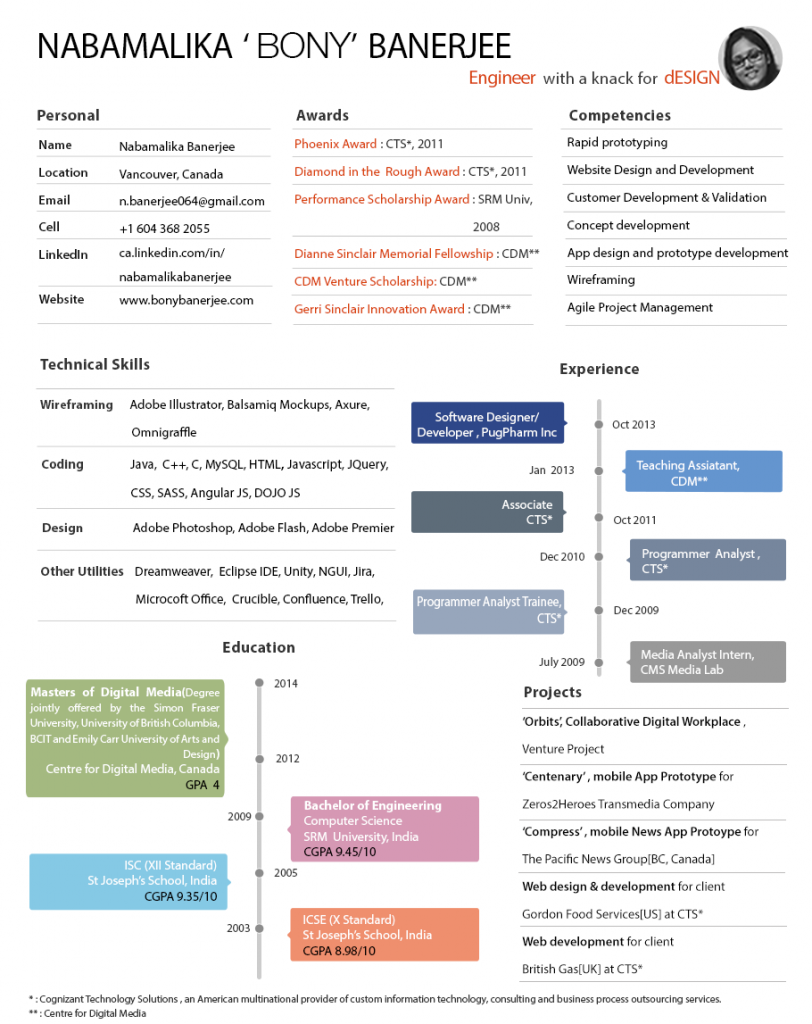 NABAMALIKA ‘ BONY’ BANERJEE
Engineer with a knack for dESIGN
Personal
Name Nabamalika Banerjee
Location Vancouver, Canada
Email n.banerjee064@gmail.com
Cell +1 604 368 2055
LinkedIn ca.linkedin.com/in/
nabamalikabanerjee
Website www.bonybanerjee.com
Awards
Phoenix Award : CTS*, 2011
Diamond in the Rough Award : CTS*, 2011
Performance Scholarship Award : SRM Univ,
2008
Dianne Sinclair Memorial Fellowship : CDM**
CDM Venture Scholarship: CDM**
Gerri Sinclair Innovation Award : CDM**
Competencies
Rapid prototyping
Website Design and Development
Customer Development & Validation
Concept development
App design and prototype development
Wireframing
Agile Project Management
Technical Skills
Wireframing Adobe Illustrator, Balsamiq Mockups, Axure,
Omnigraffle
Coding Java, C++, C, MySQL, HTML, Javascript, JQuery,
CSS, SASS, Angular JS, DOJO JS
Design Adobe Photoshop, Adobe Flash, Adobe Premier
Other Utilities Dreamweaver, Eclipse IDE, Unity, NGUI, Jira,
Microcoft Office, Crucible, Confluence, Trello,
Experience
Software Designer/
Developer , PugPharm Inc
Oct 2013
Jan 2013
Teaching Assiatant,
CDM**
Associate
CTS*
Oct 2011
Dec 2010
Programmer Analyst ,
CTS*
Programmer Analyst Trainee,
CTS*
Dec 2009
July 2009
Media Analyst Intern,
CMS Media Lab
Education
2014
Masters of Digital Media(Degree
jointly offered by the Simon Fraser
University, University of British Columbia,
BCIT and Emily Carr University of Arts and
Design)
Centre for Digital Media, Canada
GPA 4
2012
2009
Bachelor of Engineering
Computer Science
SRM University, India
CGPA 9.45/10
ISC (XII Standard)
St Joseph’s School, India
CGPA 9.35/10
2005
2003
ICSE (X Standard)
St Joseph’s School, India
CGPA 8.98/10
Projects
‘Orbits’, Collaborative Digital Workplace ,
Venture Project
‘Centenary’ , mobile App Prototype for
Zeros2Heroes Transmedia Company
‘Compress’ , mobile News App Protoype for
The Pacific News Group[BC, Canada]
Web design & development for client
Gordon Food Services[US] at CTS*
Web development for client
British Gas[UK] at CTS*
* : Cognizant Technology Solutions , an American multinational provider of custom information technology, consulting and business process outsourcing services.
** : Centre for Digital Media